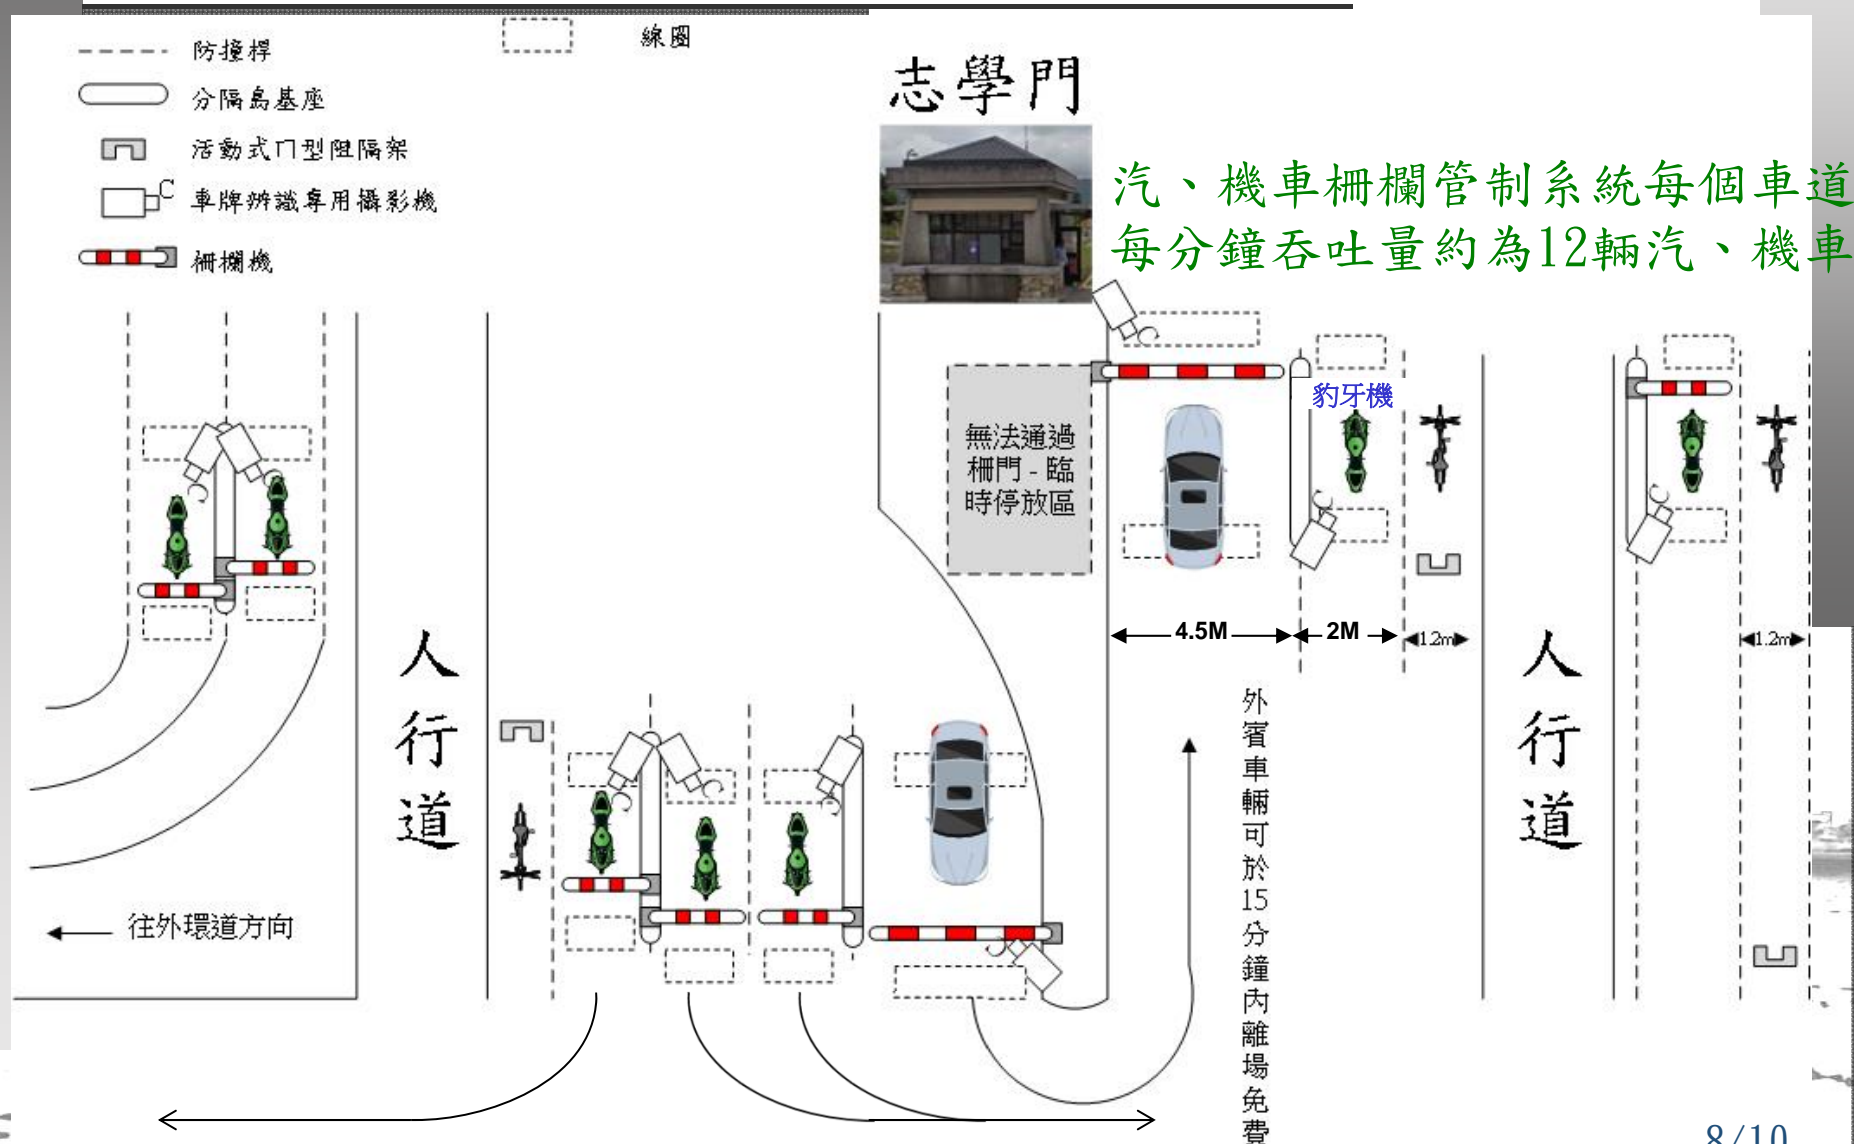 防撞桿
線圈
分隔島基座
活動式ㄇ型阻隔架
車牌辨識專用攝影機
柵欄機
志學門
汽、機車柵欄管制系統每個車道
每分鐘吞吐量約為12輛汽、機車
豹牙機
無法通過
柵門-臨
時停放區
4.5M
2M
1.2m
1.2m
人行道
人行道
外賓車輛可於15分鐘內離場免費
往外環道方向
8/10